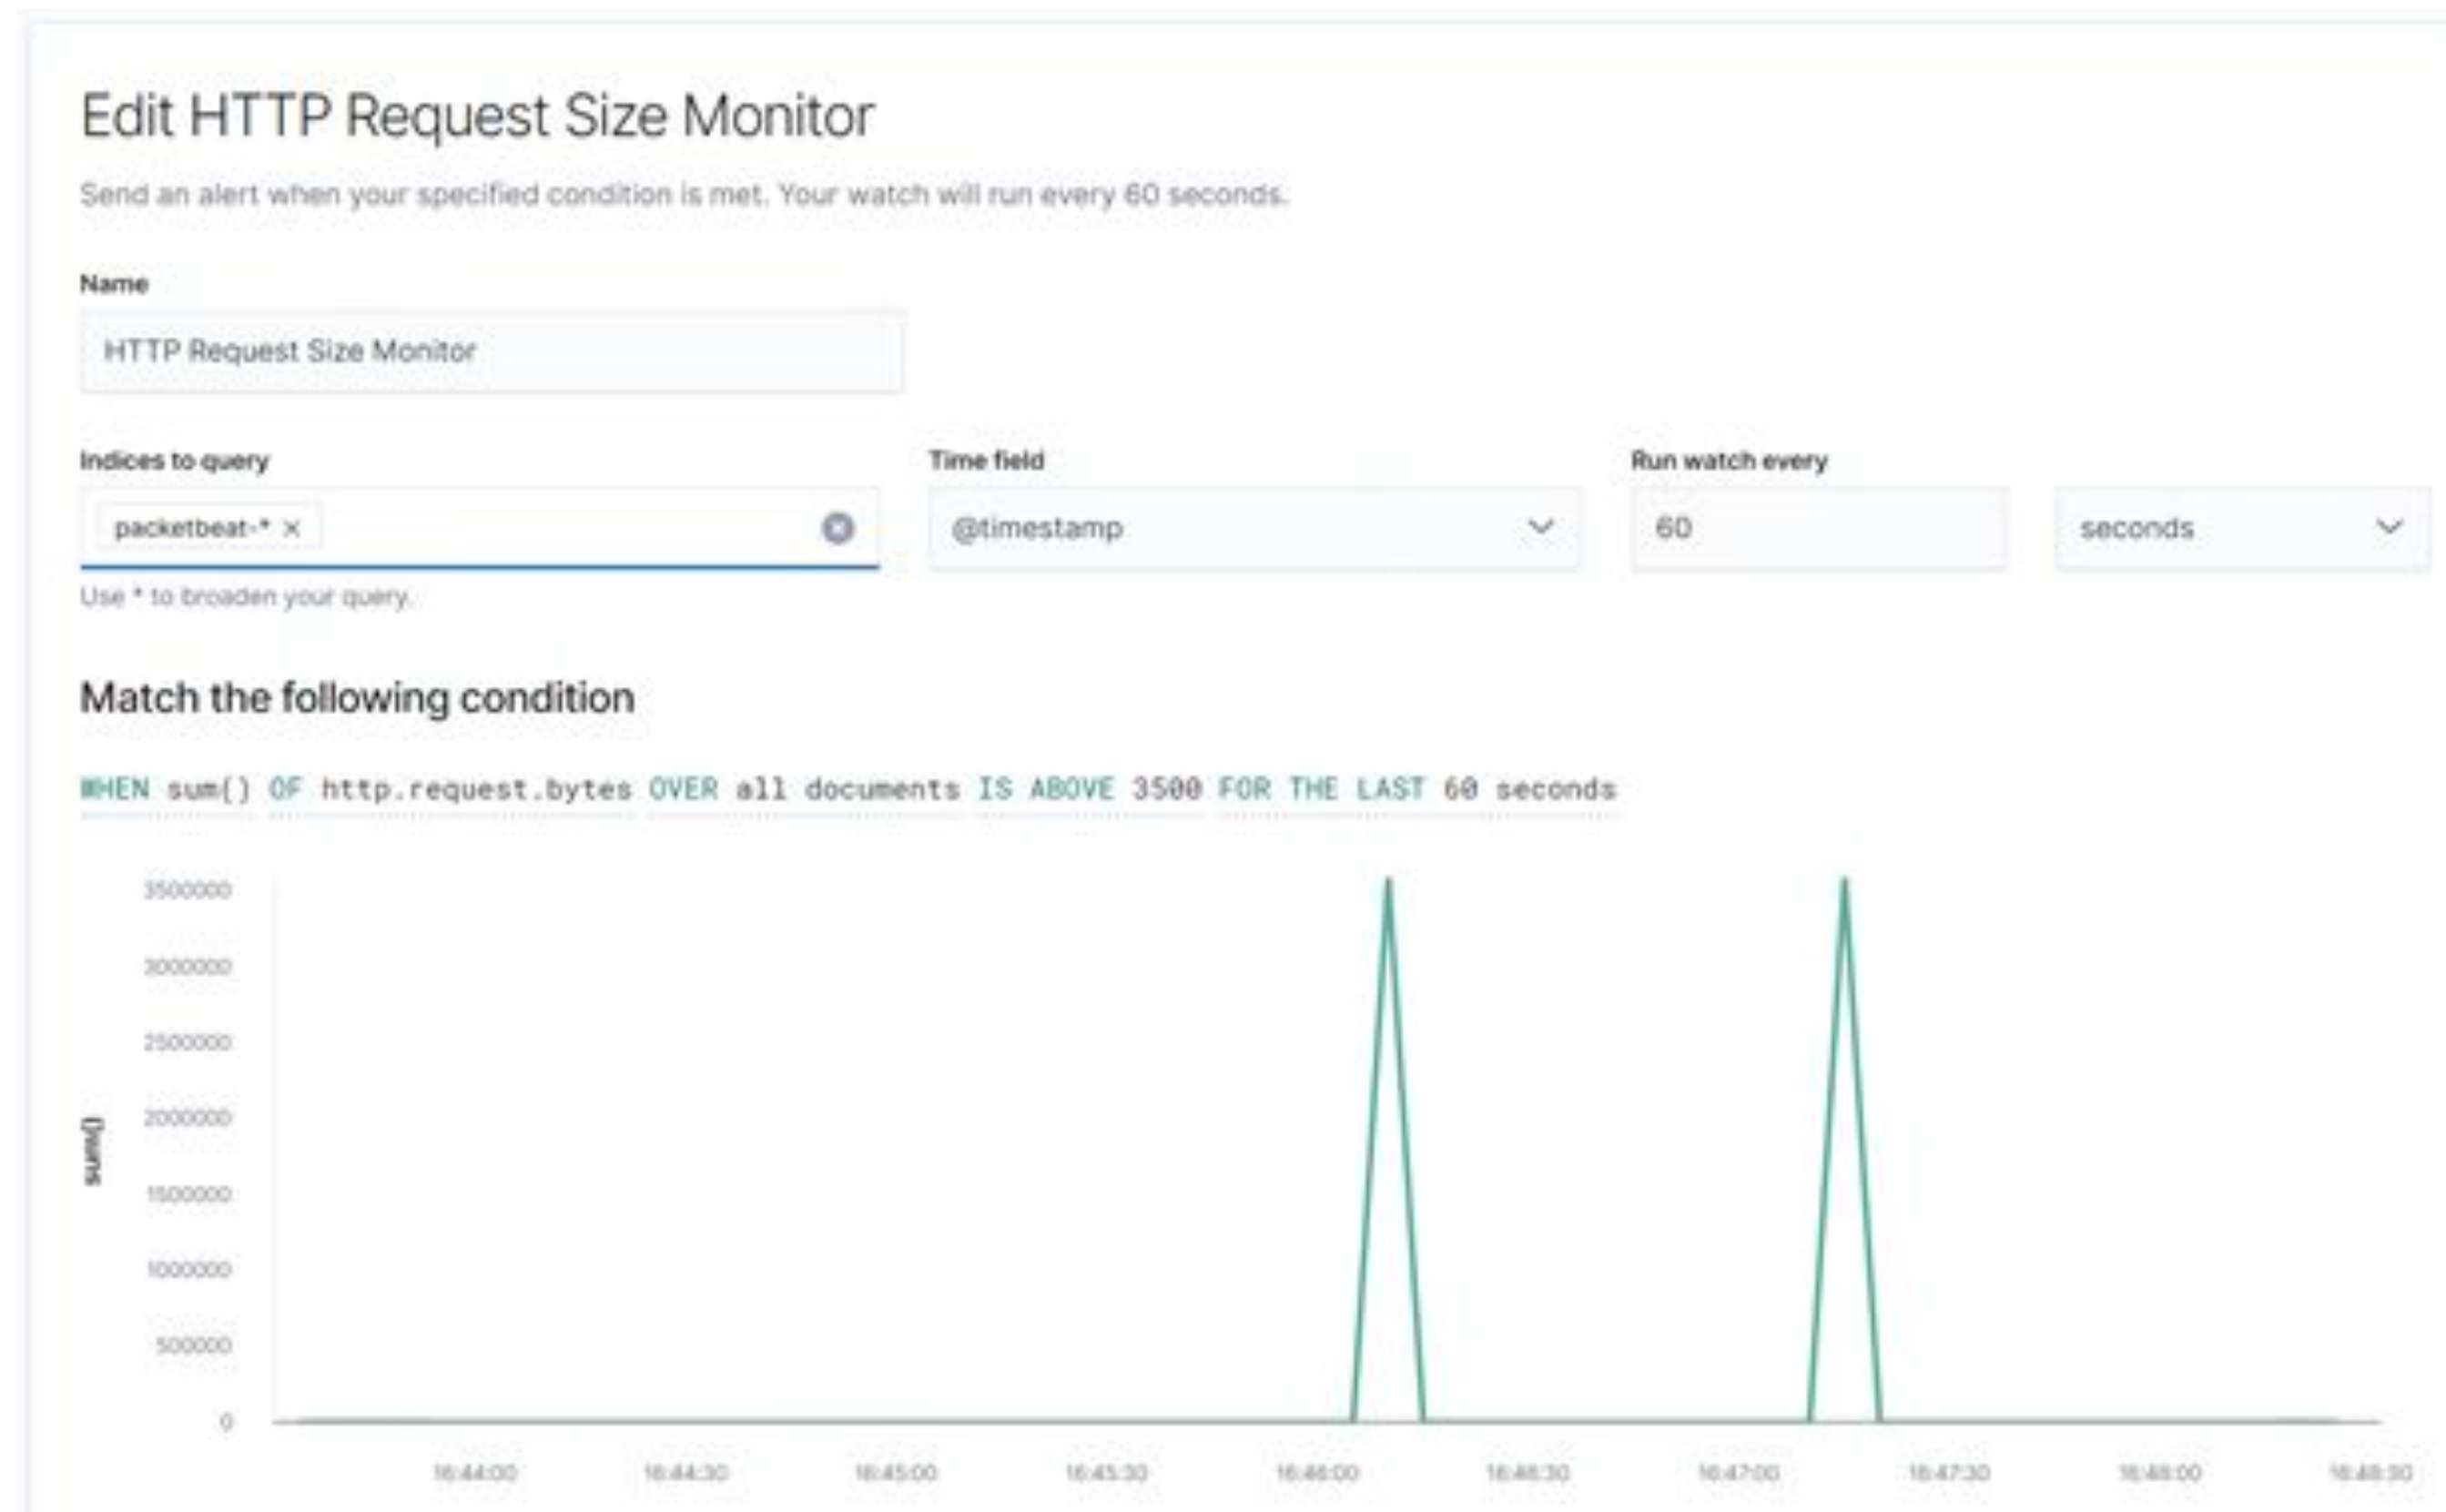 Edit HTTP Request Size Monitor
Send an alert when your specified condition is met. Your watch will run every 60 seconds.
Name
HTTP Request Size Monitor
Indices to query
Time field
Run watch every
packetbeat-* ×
@timestamp
60
seconds
Use * to broaden your query.
Match the following condition
WHEN sum() OF http.request.bytes OVER all documents IS ABOVE 3500 FOR THE LAST 60 seconds
3500000
3000000
2500000
2000000
1500000
1000000
500000
0
sum()
16:44:00 16:44:30 16:45:00 16:45:30 16:46:00 16:46:30 16:47:00 16:47:30 16:48:00 16:48:30